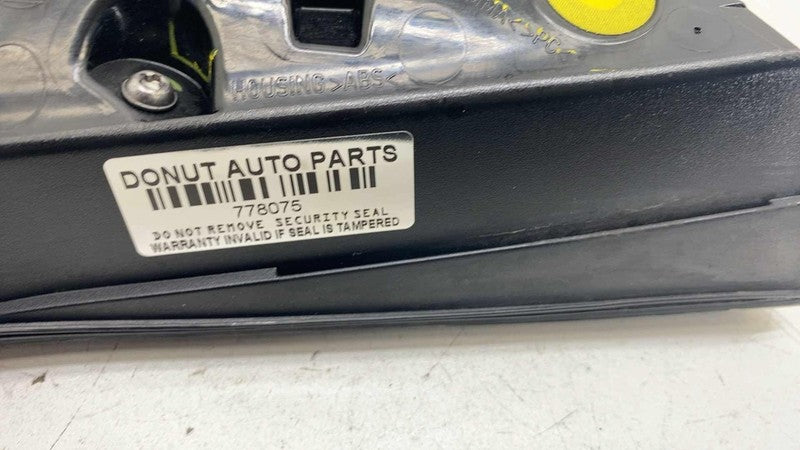 HOUSING >ABS<
DONUT AUTO PARTS
778075
DO NOT REMOVE SECURITY SEAL
WARRANTY INVALID IF SEAL IS TAMPERED